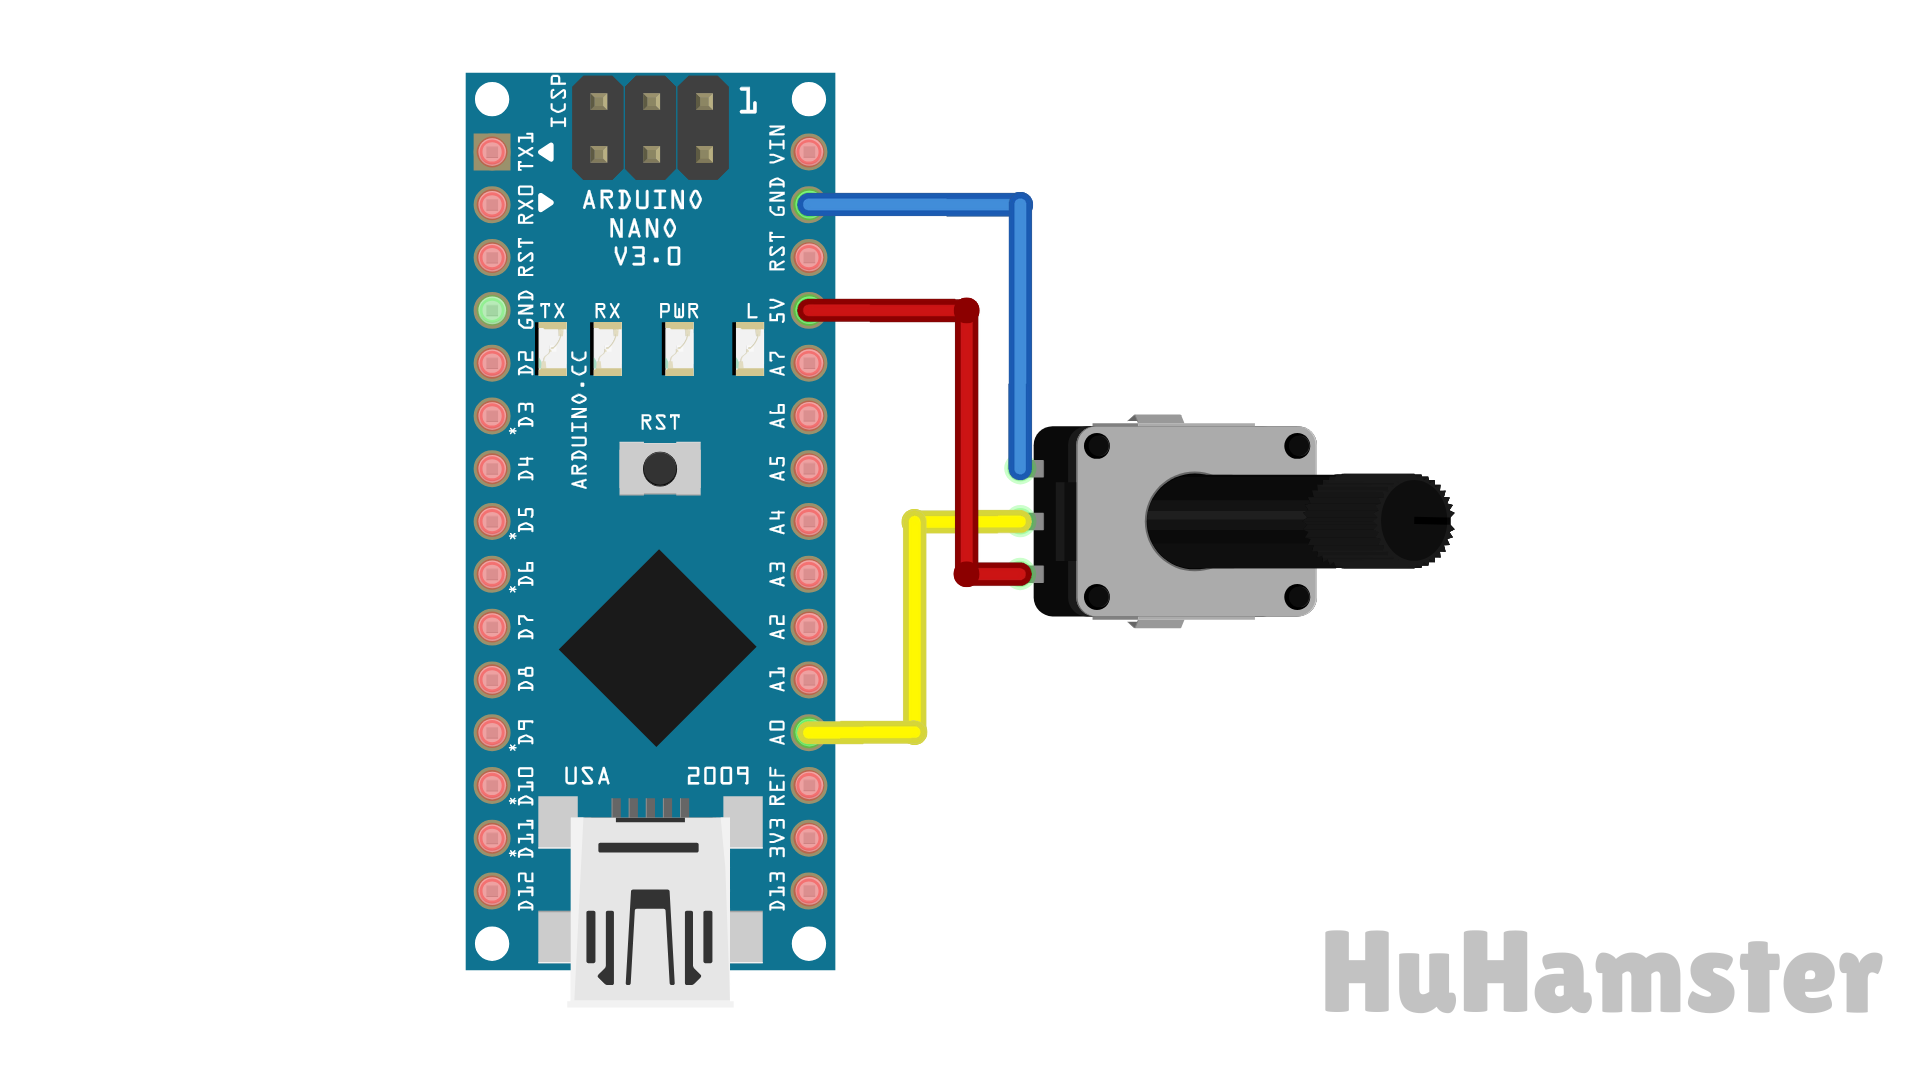 ICSP
1
TX1
RX0
RST
GND
D2
*D3
D4
*D5
*D6
D7
D8
*D9
*D10
*D11
D12
ARDUINO
NANO
V3.0
TX RX PWR L
ARDUINO.CC
RST
USA 2009
VIN
GND
RST
5V
A7
A6
A5
A4
A3
A2
A1
A0
REF
3V3
D13
HuHamster